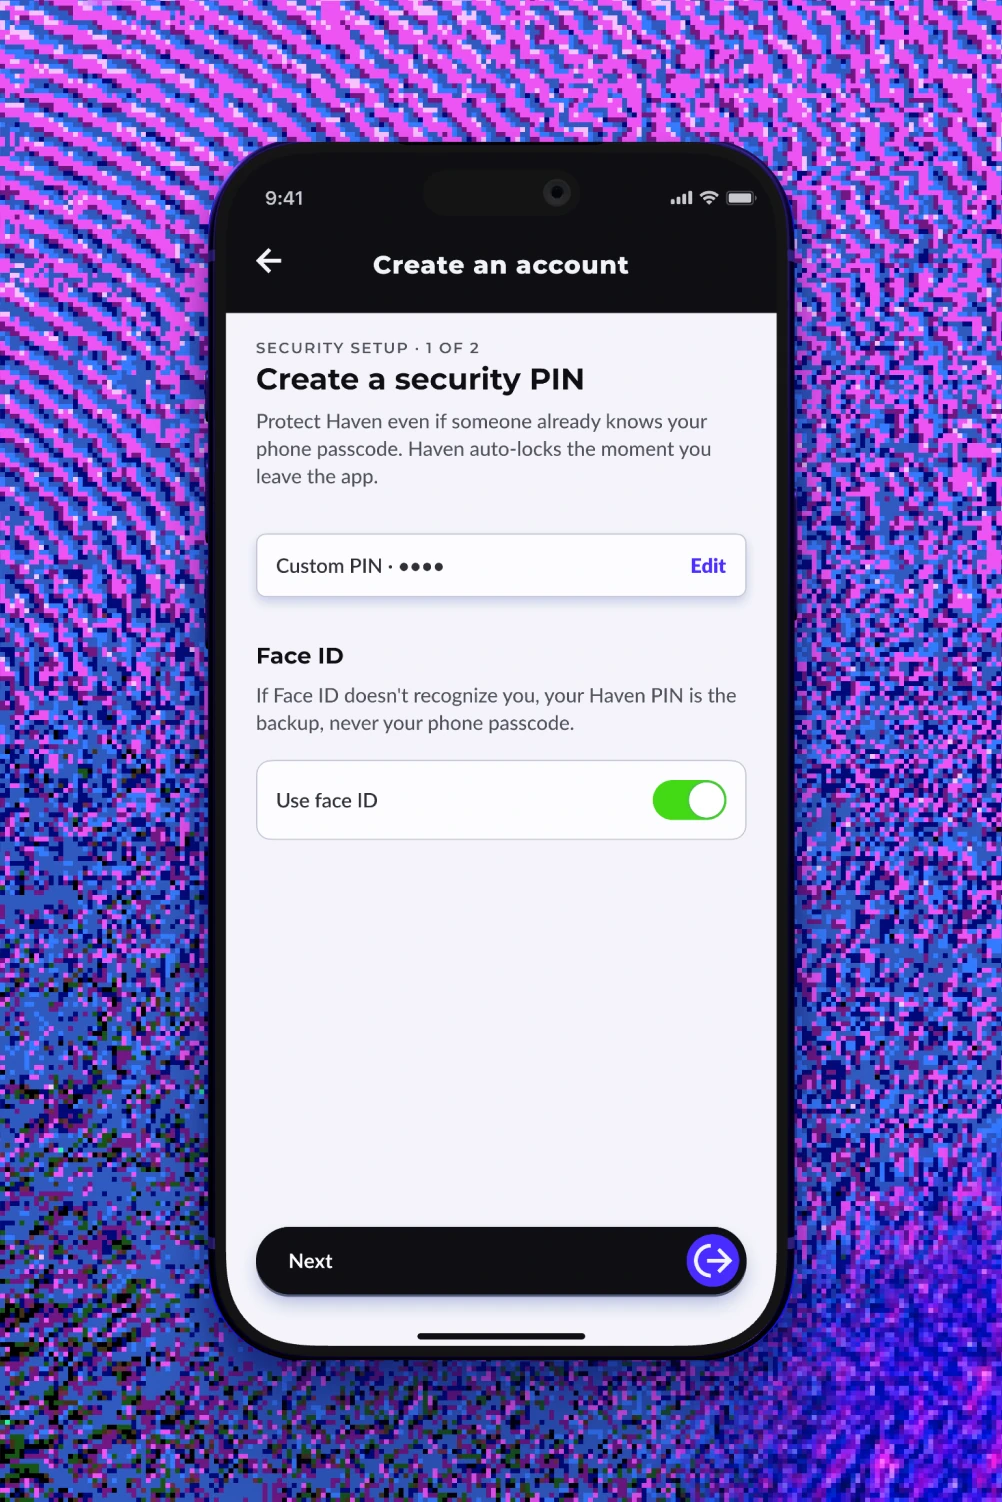 9:41
Create an account
SECURITY SETUP · 1 OF 2
Create a security PIN
Protect Haven even if someone already knows your
phone passcode. Haven auto-locks the moment you
leave the app.
Custom PIN · ●●●●
Edit
Face ID
If Face ID doesn't recognize you, your Haven PIN is the
backup, never your phone passcode.
Use face ID
Next